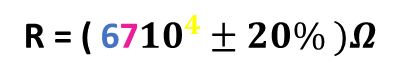 R = ( 6710⁴ ± 20% )Ω